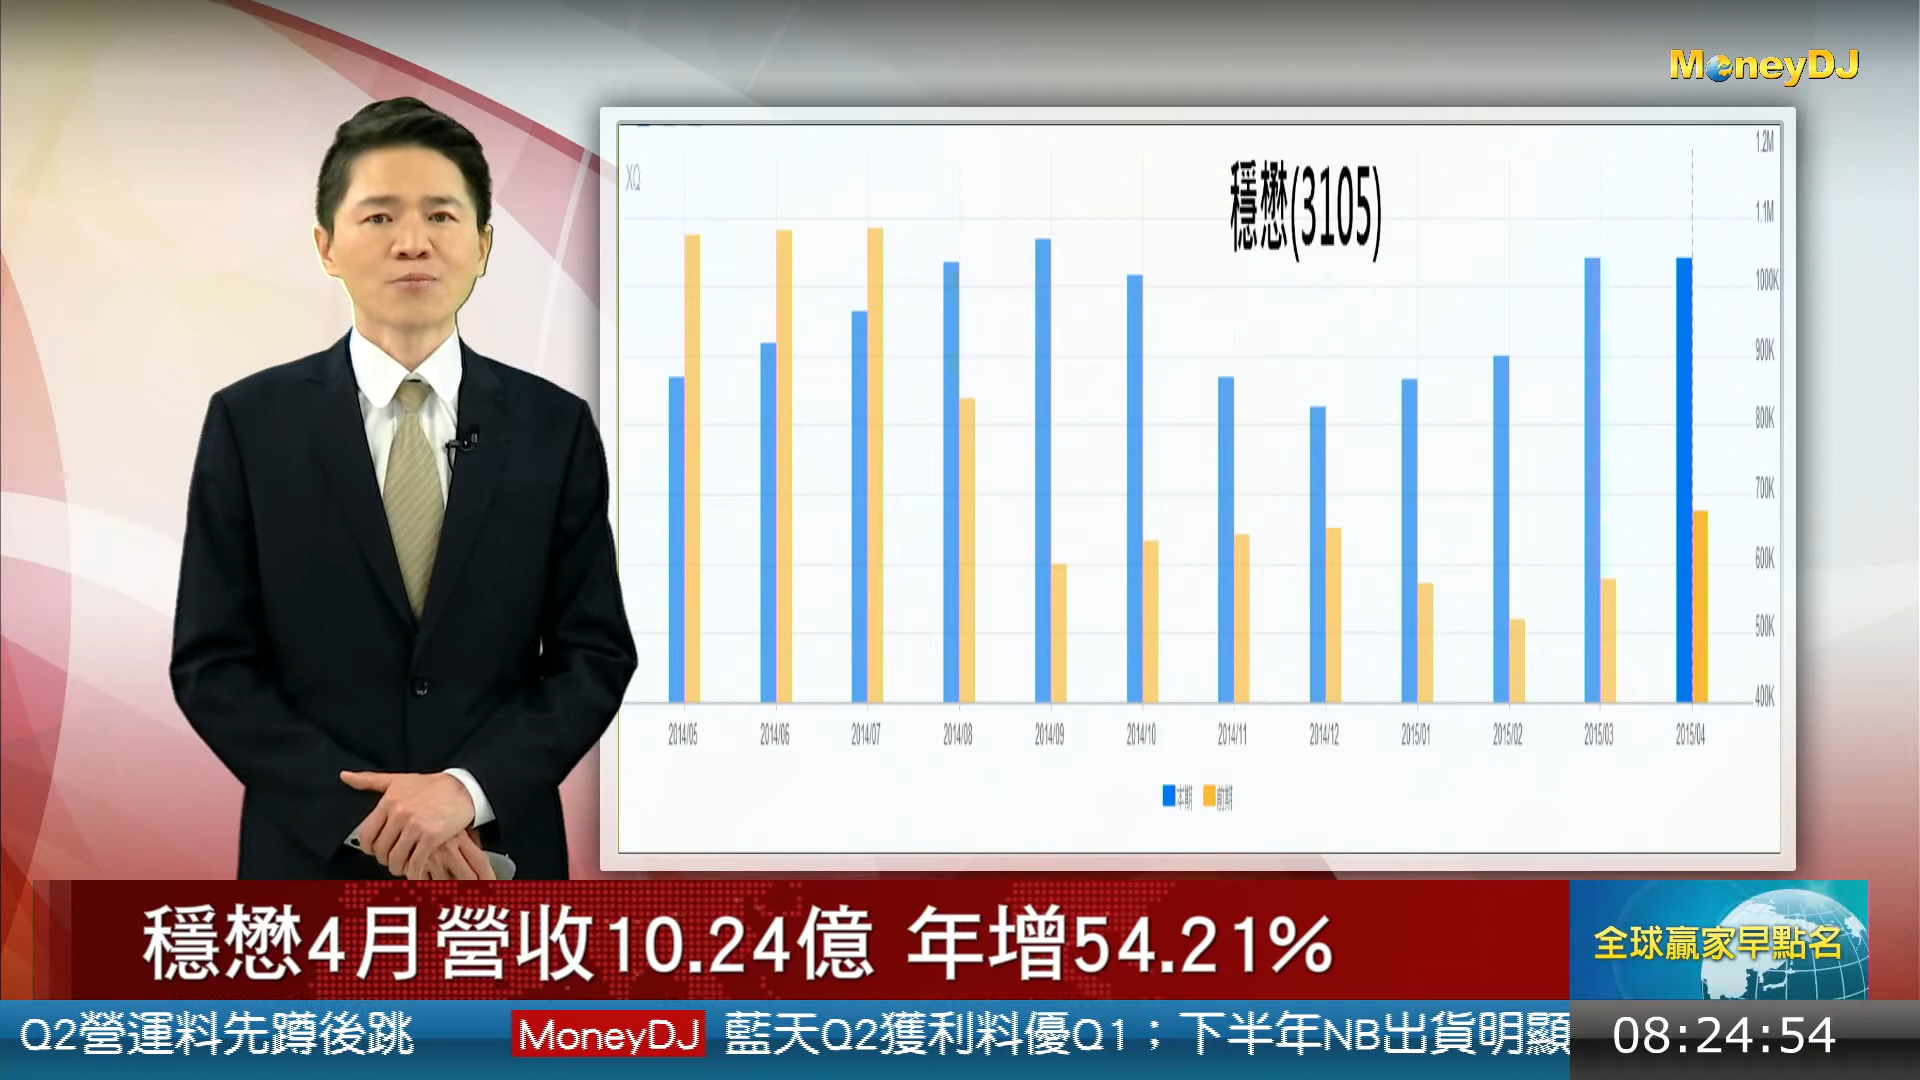 MoneyDJ
XQ
穩懋(3105)
1.2M
1.1M
1000K
900K
800K
700K
600K
500K
400K
2014/05 2014/06 2014/07 2014/08 2014/09 2014/10 2014/11 2014/12 2015/01 2015/02 2015/03 2015/04
本期 前期
穩懋4月營收10.24億 年增54.21%
全球贏家早點名
Q2營運料先蹲後跳 MoneyDJ 藍天Q2獲利料優Q1；下半年NB出貨明顯
08:24:54